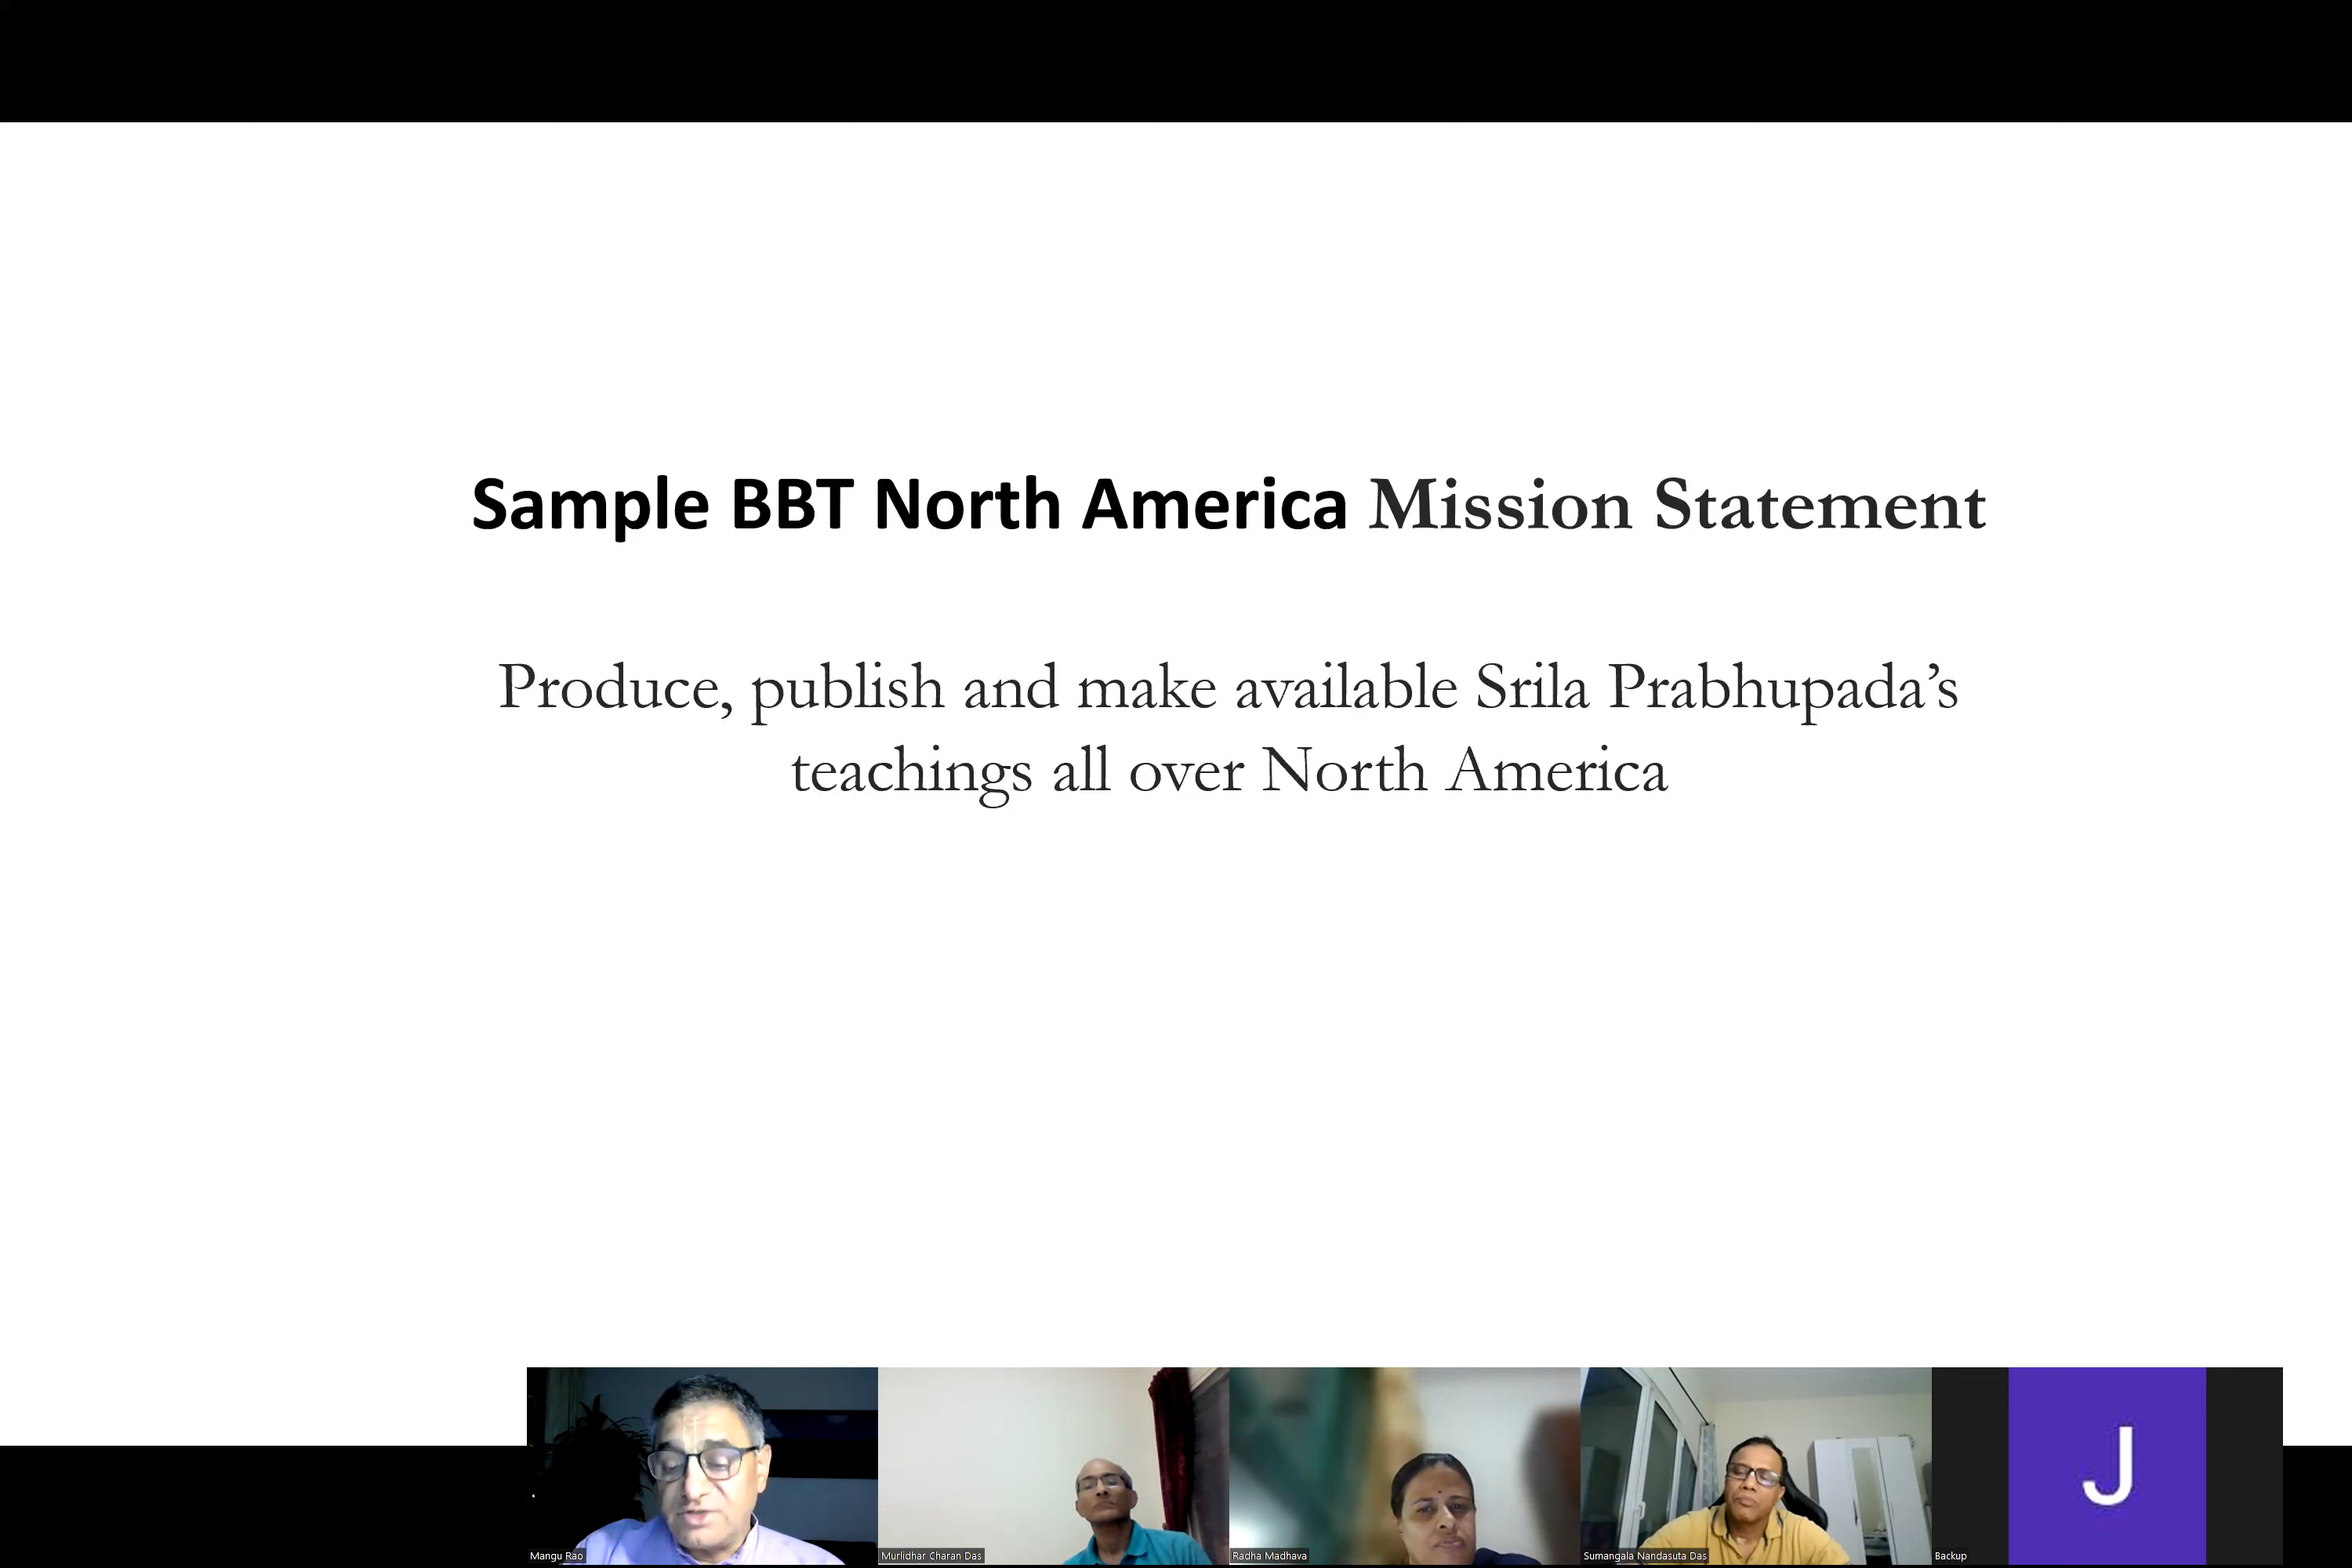 Sample BBT North America Mission Statement
Produce, publish and make available Srila Prabhupada’s
teachings all over North America
Mangu Rao
Murlidhar Charan Das
Radha Madhava
Sumangala Nandasuta Das
Backup
J